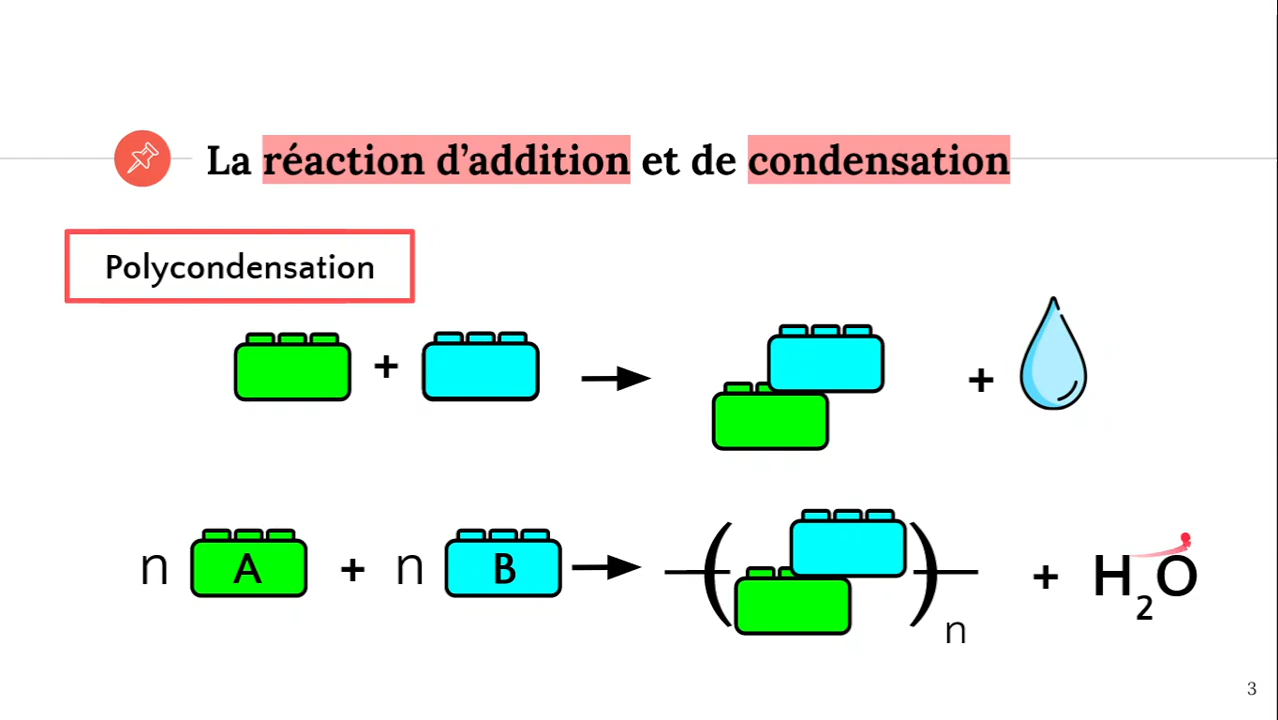 La réaction d’addition et de condensation
Polycondensation
+ → +
n A + n B → ( )n + H2O
3